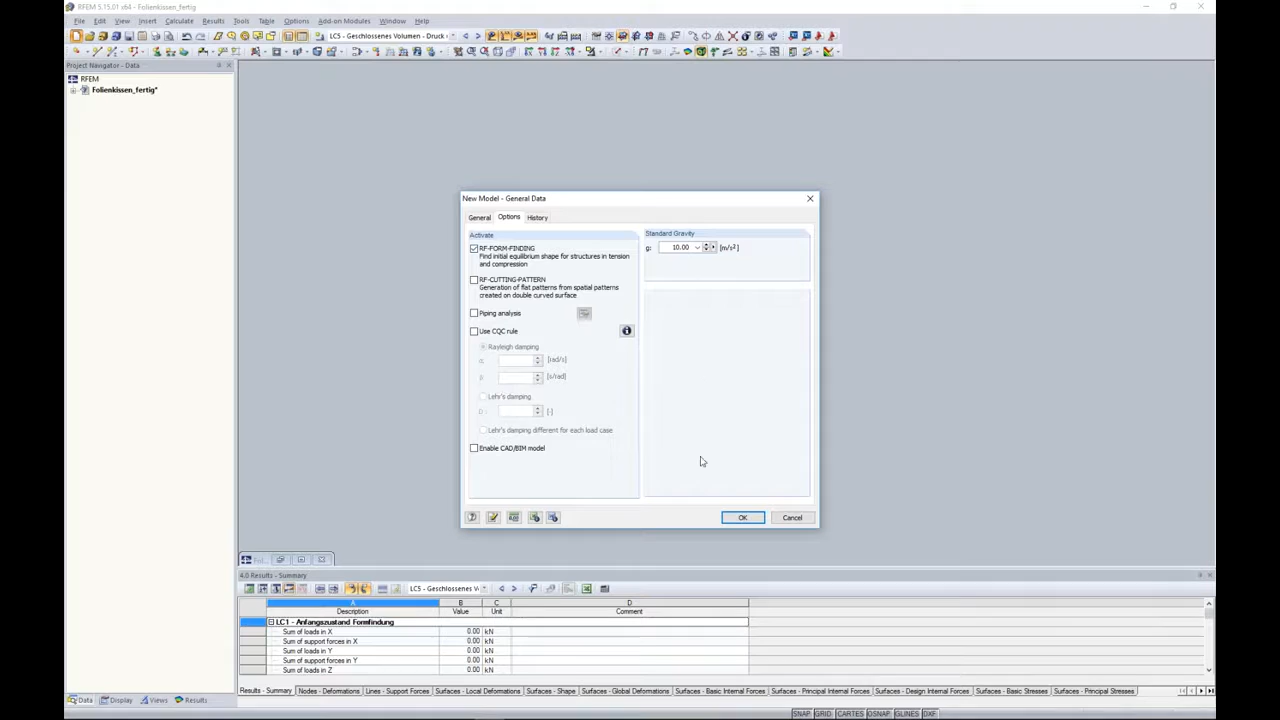 RFEM 5.15.01 x64 - Folienkissen_fertig
File Edit View Insert Calculate Results Tools Table Options Add-on Modules Window Help
LC5 - Geschlossenes Volumen - Druck
Project Navigator - Data
RFEM
Folienkissen_fertig*
New Model - General Data
General Options History
Activate
RF-FORM-FINDING
Find initial equilibrium shape for structures in tension
and compression
RF-CUTTING-PATTERN
Generation of flat patterns from spatial patterns
created on double curved surface
Piping analysis
Use CQC rule
Rayleigh damping
α: [rad/s]
β [s/rad]
Lehr's damping
D : [-]
Lehr's damping different for each load case
Enable CAD/BIM model
Standard Gravity
g: 10.00 [m/s²]
OK Cancel
4.0 Results - Summary
LC5 - Geschlossenes V
A B C D
Description Value Unit Comment
LC1 - Anfangszustand Formfindung
Sum of loads in X 0.00 kN
Sum of support forces in X 0.00 kN
Sum of loads in Y 0.00 kN
Sum of support forces in Y 0.00 kN
Sum of loads in Z 0.00 kN
Results - Summary Nodes - Deformations Lines - Support Forces Surfaces - Local Deformations Surfaces - Shape Surfaces - Global Deformations Surfaces - Basic Internal Forces Surfaces - Principal Internal Forces Surfaces - Design Internal Forces Surfaces - Basic Stresses Surfaces - Principal Stresses
Data Display Views Results
SNAP GRID CARTES OSNAP GLINES DXF